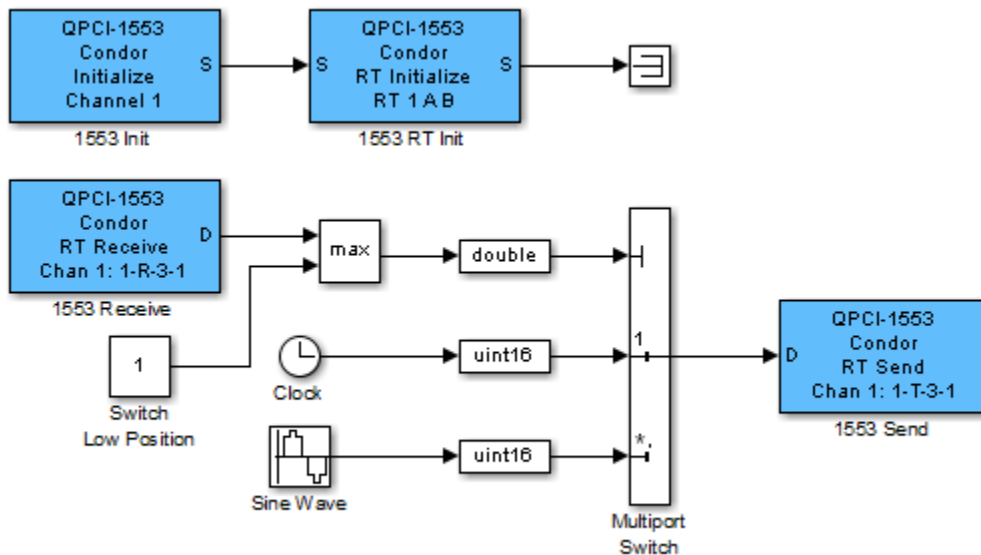 QPCI-1553
Condor
Initialize
Channel 1
S
1553 Init
QPCI-1553
Condor
RT Initialize
RT 1 A B
S
S
1553 RT Init
QPCI-1553
Condor
RT Receive
Chan 1: 1-R-3-1
D
1553 Receive
max
double
1
Switch
Low Position
Clock
uint16
Sine Wave
uint16
1
*,
Multiport
Switch
QPCI-1553
Condor
RT Send
Chan 1: 1-T-3-1
D
1553 Send